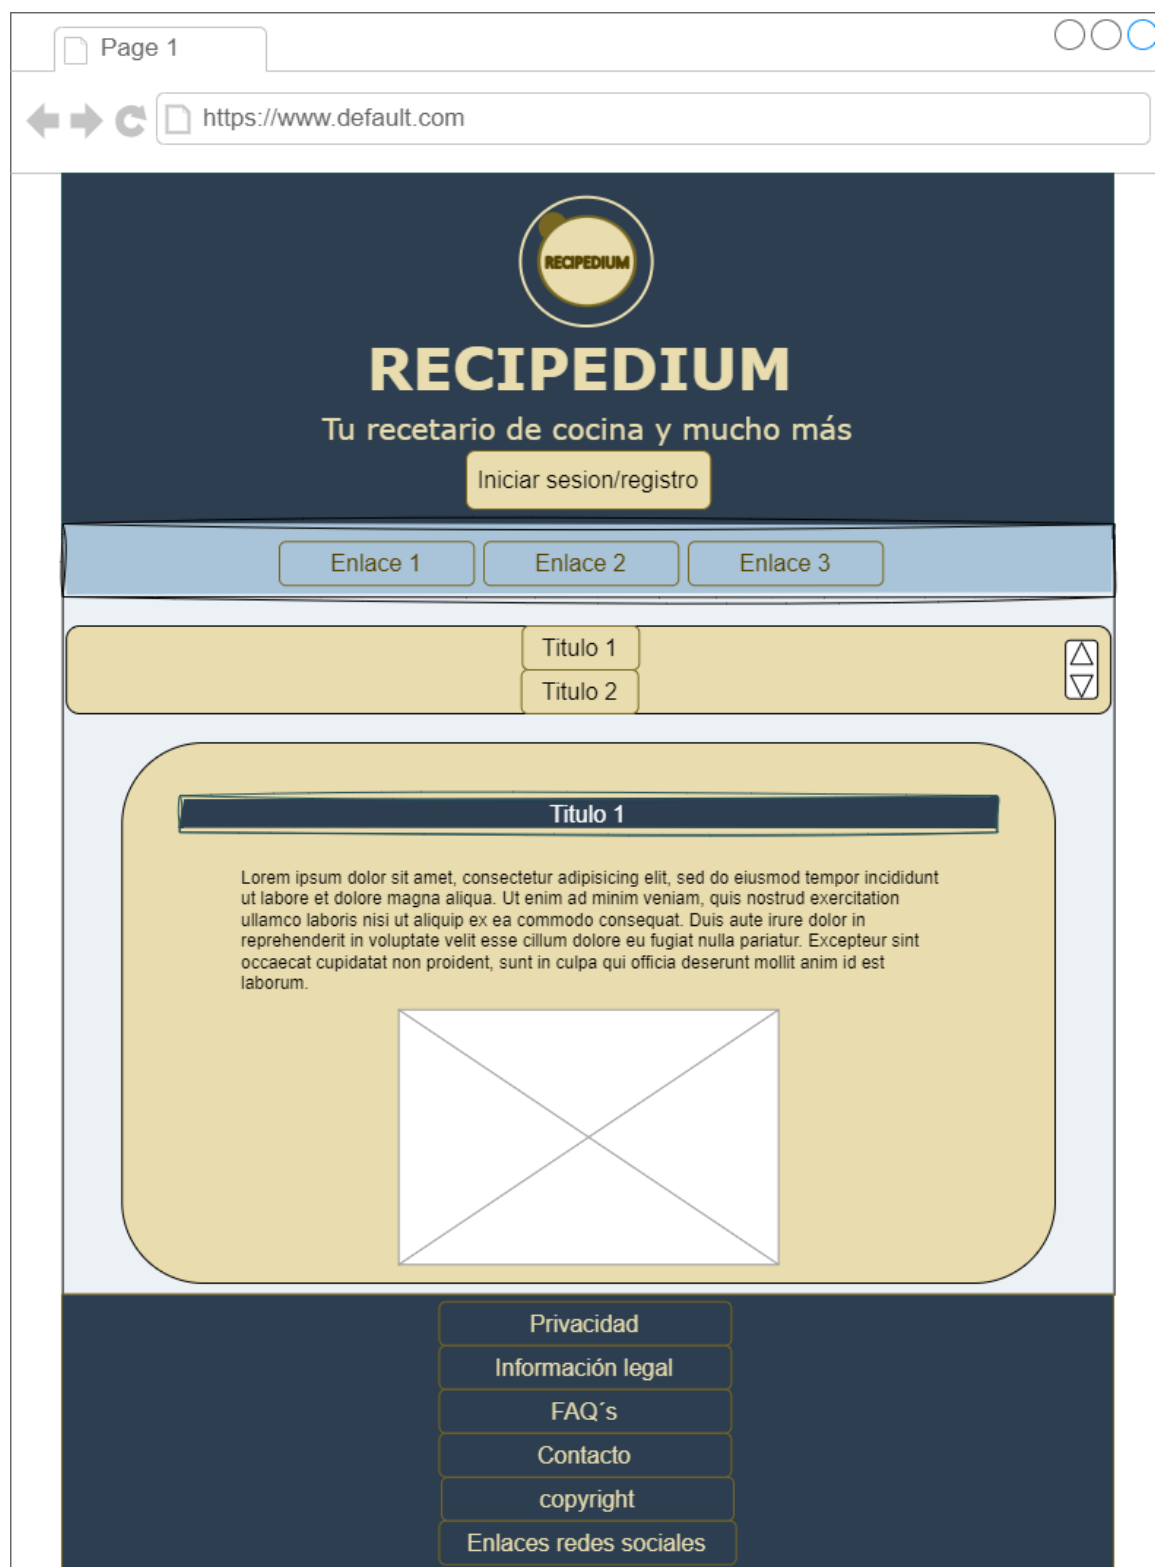 Page 1
https://www.default.com
RECIPEDIUM
RECIPEDIUM
Tu recetario de cocina y mucho más
Iniciar sesion/registro
Enlace 1
Enlace 2
Enlace 3
Titulo 1
Titulo 2
Titulo 1
Lorem ipsum dolor sit amet, consectetur adipisicing elit, sed do eiusmod tempor incididunt
ut labore et dolore magna aliqua. Ut enim ad minim veniam, quis nostrud exercitation
ullamco laboris nisi ut aliquip ex ea commodo consequat. Duis aute irure dolor in
reprehenderit in voluptate velit esse cillum dolore eu fugiat nulla pariatur. Excepteur sint
occaecat cupidatat non proident, sunt in culpa qui officia deserunt mollit anim id est
laborum.
Privacidad
Información legal
FAQ´s
Contacto
copyright
Enlaces redes sociales